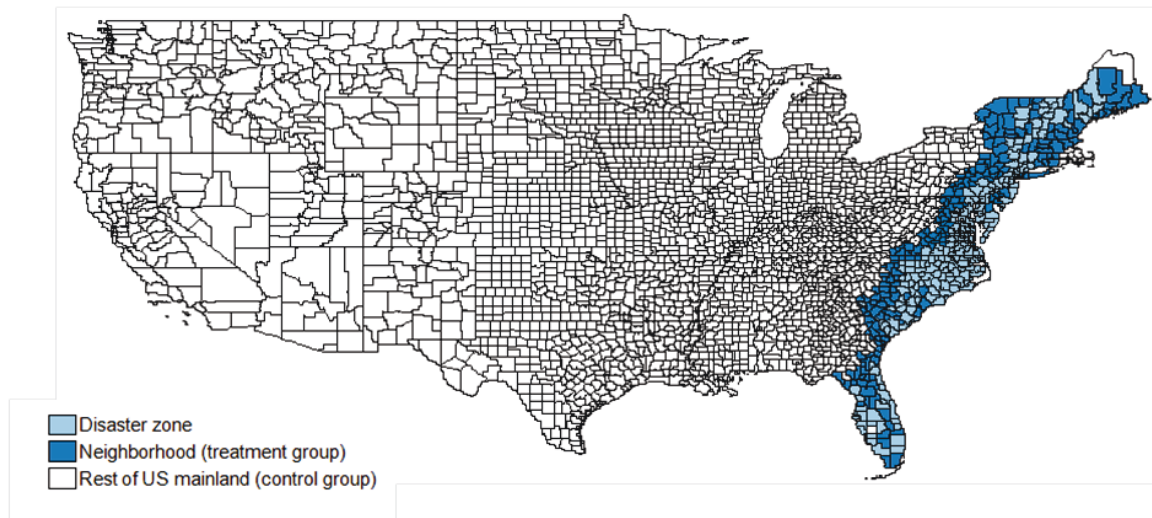 Disaster zone
Neighborhood (treatment group)
Rest of US mainland (control group)